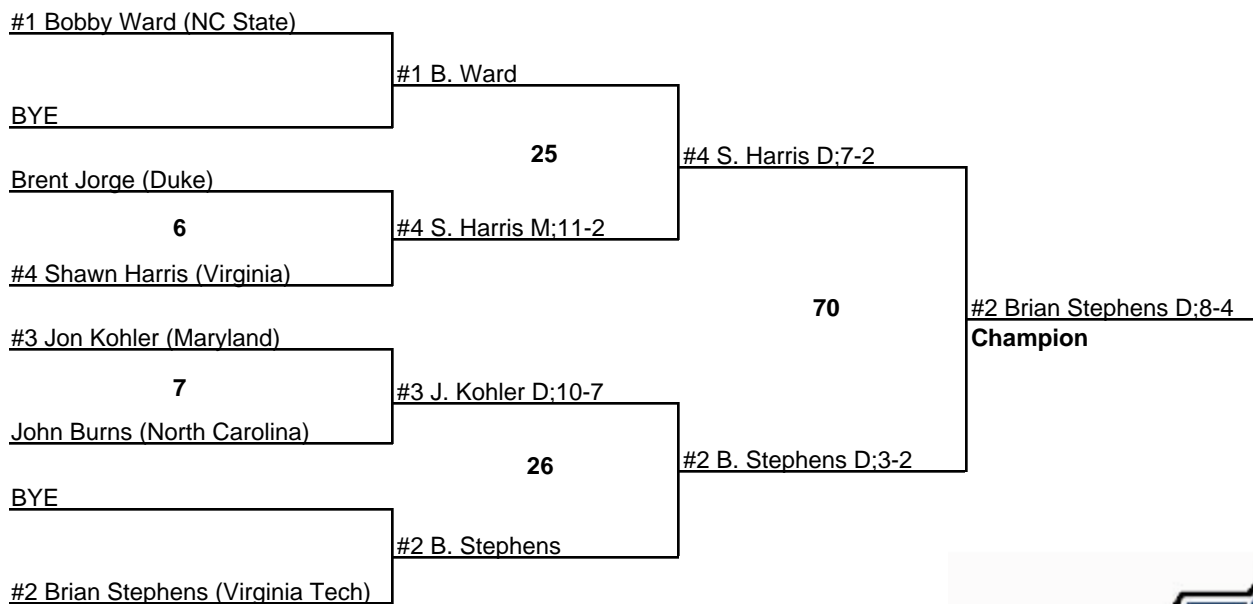 #1 Bobby Ward (NC State)
#1 B. Ward
BYE
25
#4 S. Harris D;7-2
Brent Jorge (Duke)
6
#4 S. Harris M;11-2
#4 Shawn Harris (Virginia)
70
#2 Brian Stephens D;8-4
Champion
#3 Jon Kohler (Maryland)
7
#3 J. Kohler D;10-7
John Burns (North Carolina)
26
#2 B. Stephens D;3-2
BYE
#2 B. Stephens
#2 Brian Stephens (Virginia Tech)